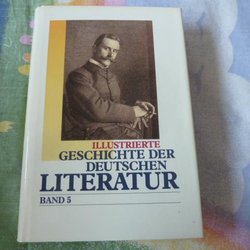 ILLUSTRIERTE
GESCHICHTE DER
DEUTSCHEN
LITERATUR
BAND 5